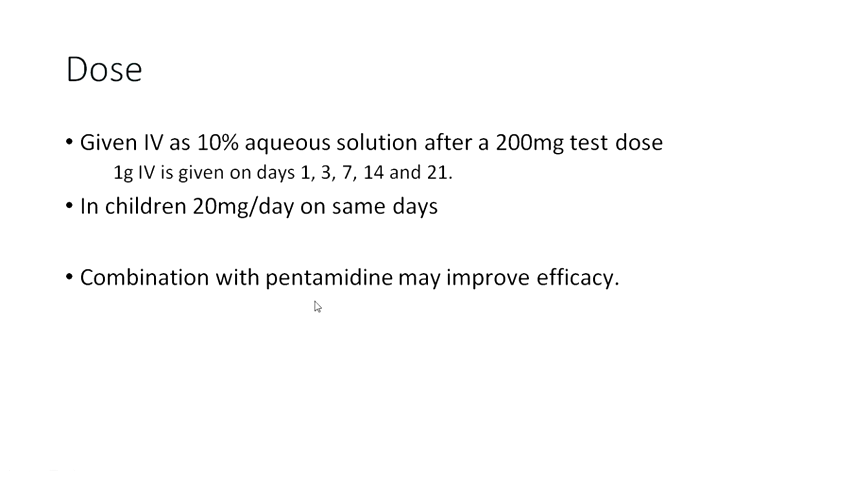 Dose
• Given IV as 10% aqueous solution after a 200mg test dose
1g IV is given on days 1, 3, 7, 14 and 21.
• In children 20mg/day on same days
• Combination with pentamidine may improve efficacy.